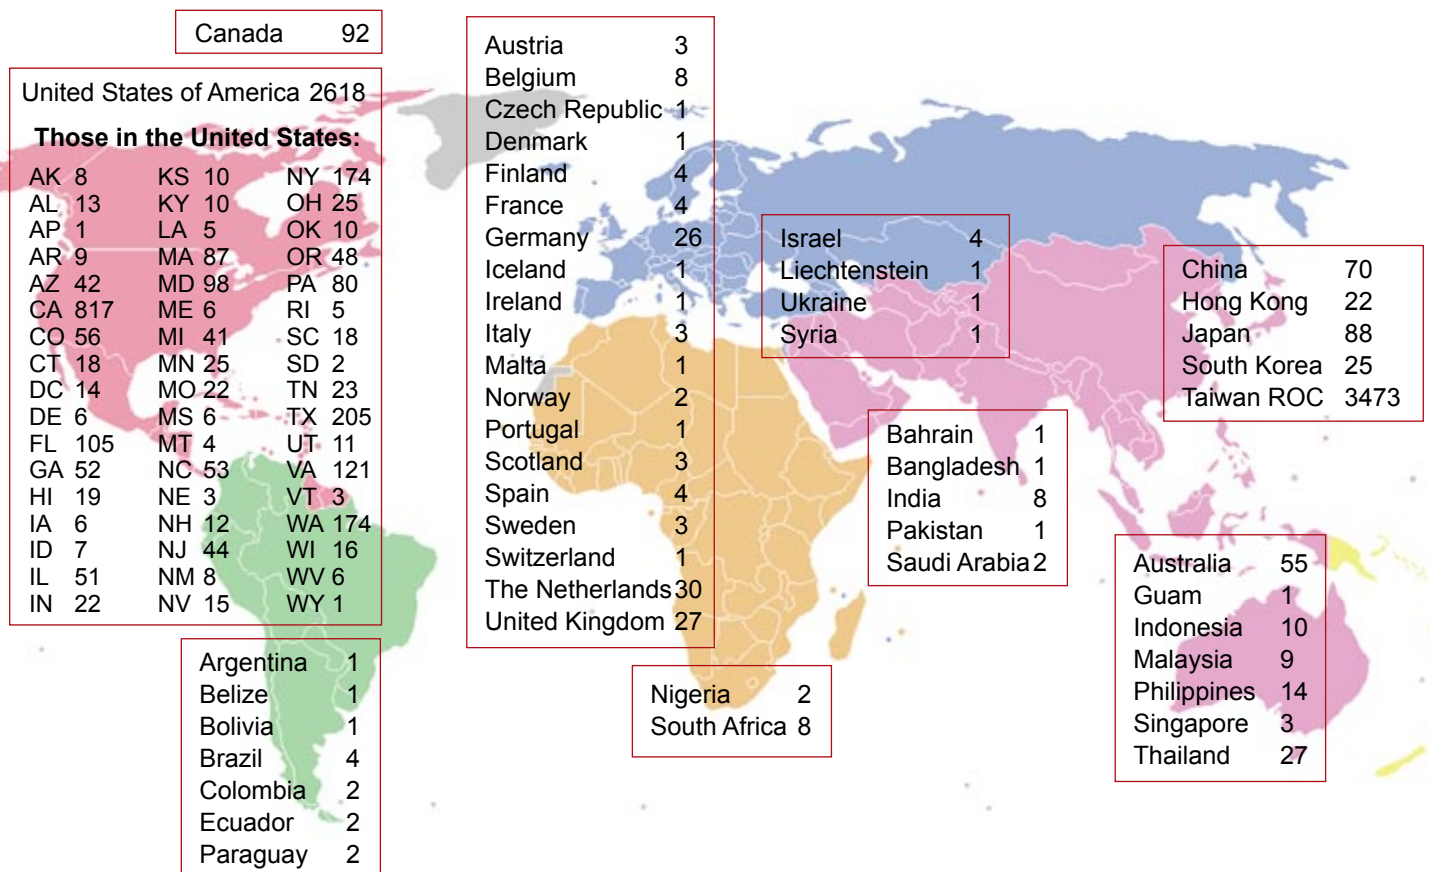 Canada 92
United States of America 2618
Those in the United States:
AK 8 KS 10 NY 174
AL 13 KY 10 OH 25
AP 1 LA 5 OK 10
AR 9 MA 87 OR 48
AZ 42 MD 98 PA 80
CA 817 ME 6 RI 5
CO 56 MI 41 SC 18
CT 18 MN 25 SD 2
DC 14 MO 22 TN 23
DE 6 MS 6 TX 205
FL 105 MT 4 UT 11
GA 52 NC 53 VA 121
HI 19 NE 3 VT 3
IA 6 NH 12 WA 174
ID 7 NJ 44 WI 16
IL 51 NM 8 WV 6
IN 22 NV 15 WY 1
Argentina 1
Belize 1
Bolivia 1
Brazil 4
Colombia 2
Ecuador 2
Paraguay 2
Austria 3
Belgium 8
Czech Republic 1
Denmark 1
Finland 4
France 4
Germany 26
Iceland 1
Ireland 1
Italy 3
Malta 1
Norway 2
Portugal 1
Scotland 3
Spain 4
Sweden 3
Switzerland 1
The Netherlands 30
United Kingdom 27
Nigeria 2
South Africa 8
Israel 4
Liechtenstein 1
Ukraine 1
Syria 1
Bahrain 1
Bangladesh 1
India 8
Pakistan 1
Saudi Arabia 2
China 70
Hong Kong 22
Japan 88
South Korea 25
Taiwan ROC 3473
Australia 55
Guam 1
Indonesia 10
Malaysia 9
Philippines 14
Singapore 3
Thailand 27